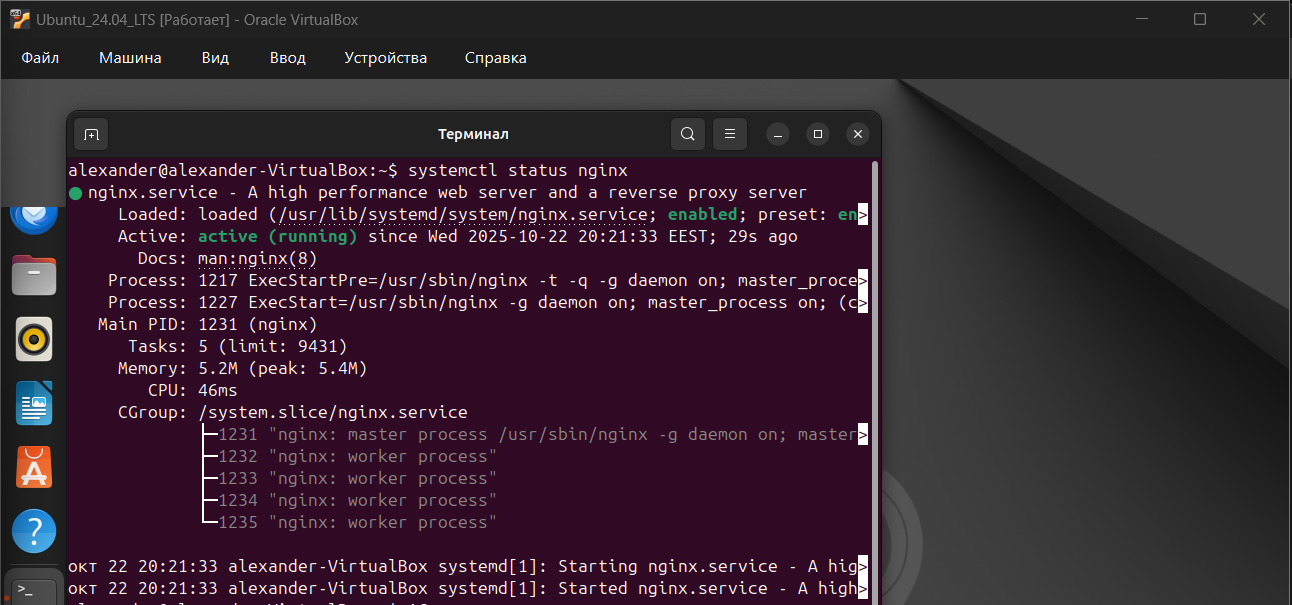 Ubuntu_24.04_LTS [Работает] - Oracle VirtualBox
Файл Машина Вид Ввод Устройства Справка
Терминал
alexander@alexander-VirtualBox:~$ systemctl status nginx
● nginx.service - A high performance web server and a reverse proxy server
Loaded: loaded (/usr/lib/systemd/system/nginx.service; enabled; preset: en>
Active: active (running) since Wed 2025-10-22 20:21:33 EEST; 29s ago
Docs: man:nginx(8)
Process: 1217 ExecStartPre=/usr/sbin/nginx -t -q -g daemon on; master_proce>
Process: 1227 ExecStart=/usr/sbin/nginx -g daemon on; master_process on; (c>
Main PID: 1231 (nginx)
Tasks: 5 (limit: 9431)
Memory: 5.2M (peak: 5.4M)
CPU: 46ms
CGroup: /system.slice/nginx.service
├─1231 "nginx: master process /usr/sbin/nginx -g daemon on; master>
├─1232 "nginx: worker process"
├─1233 "nginx: worker process"
├─1234 "nginx: worker process"
└─1235 "nginx: worker process"
окт 22 20:21:33 alexander-VirtualBox systemd[1]: Starting nginx.service - A hig>
окт 22 20:21:33 alexander-VirtualBox systemd[1]: Started nginx.service - A high>